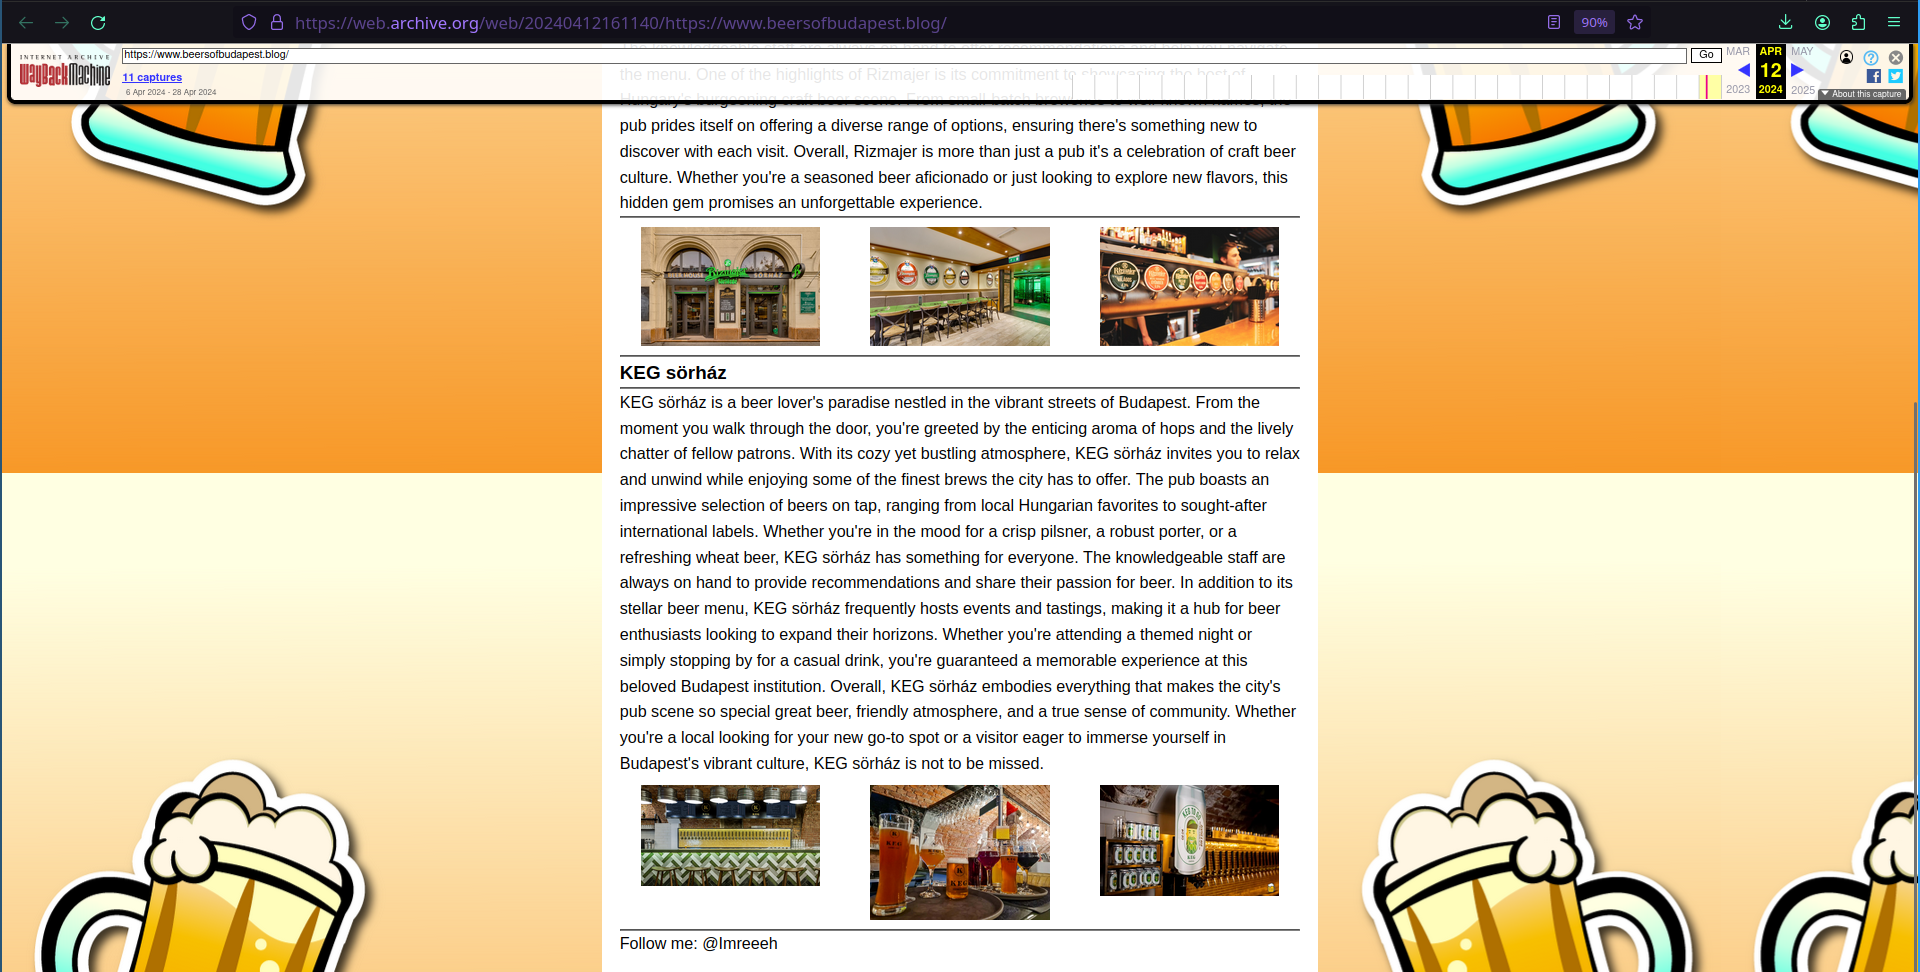 https://web.archive.org/web/20240412161140/https://www.beersofbudapest.blog/
90%
INTERNET ARCHIVE
WayBackMachine
https://www.beersofbudapest.blog/
Go
MAR
APR
MAY
11 captures
12
6 Apr 2024 - 28 Apr 2024
2023
2024
2025
About this capture
the menu. One of the highlights of Rizmajer is its commitment to showcasing the best of
pub prides itself on offering a diverse range of options, ensuring there's something new to
discover with each visit. Overall, Rizmajer is more than just a pub it's a celebration of craft beer
culture. Whether you're a seasoned beer aficionado or just looking to explore new flavors, this
hidden gem promises an unforgettable experience.
KEG sörház
KEG sörház is a beer lover's paradise nestled in the vibrant streets of Budapest. From the
moment you walk through the door, you're greeted by the enticing aroma of hops and the lively
chatter of fellow patrons. With its cozy yet bustling atmosphere, KEG sörház invites you to relax
and unwind while enjoying some of the finest brews the city has to offer. The pub boasts an
impressive selection of beers on tap, ranging from local Hungarian favorites to sought-after
international labels. Whether you're in the mood for a crisp pilsner, a robust porter, or a
refreshing wheat beer, KEG sörház has something for everyone. The knowledgeable staff are
always on hand to provide recommendations and share their passion for beer. In addition to its
stellar beer menu, KEG sörház frequently hosts events and tastings, making it a hub for beer
enthusiasts looking to expand their horizons. Whether you're attending a themed night or
simply stopping by for a casual drink, you're guaranteed a memorable experience at this
beloved Budapest institution. Overall, KEG sörház embodies everything that makes the city's
pub scene so special great beer, friendly atmosphere, and a true sense of community. Whether
you're a local looking for your new go-to spot or a visitor eager to immerse yourself in
Budapest's vibrant culture, KEG sörház is not to be missed.
Follow me: @Imreeeh